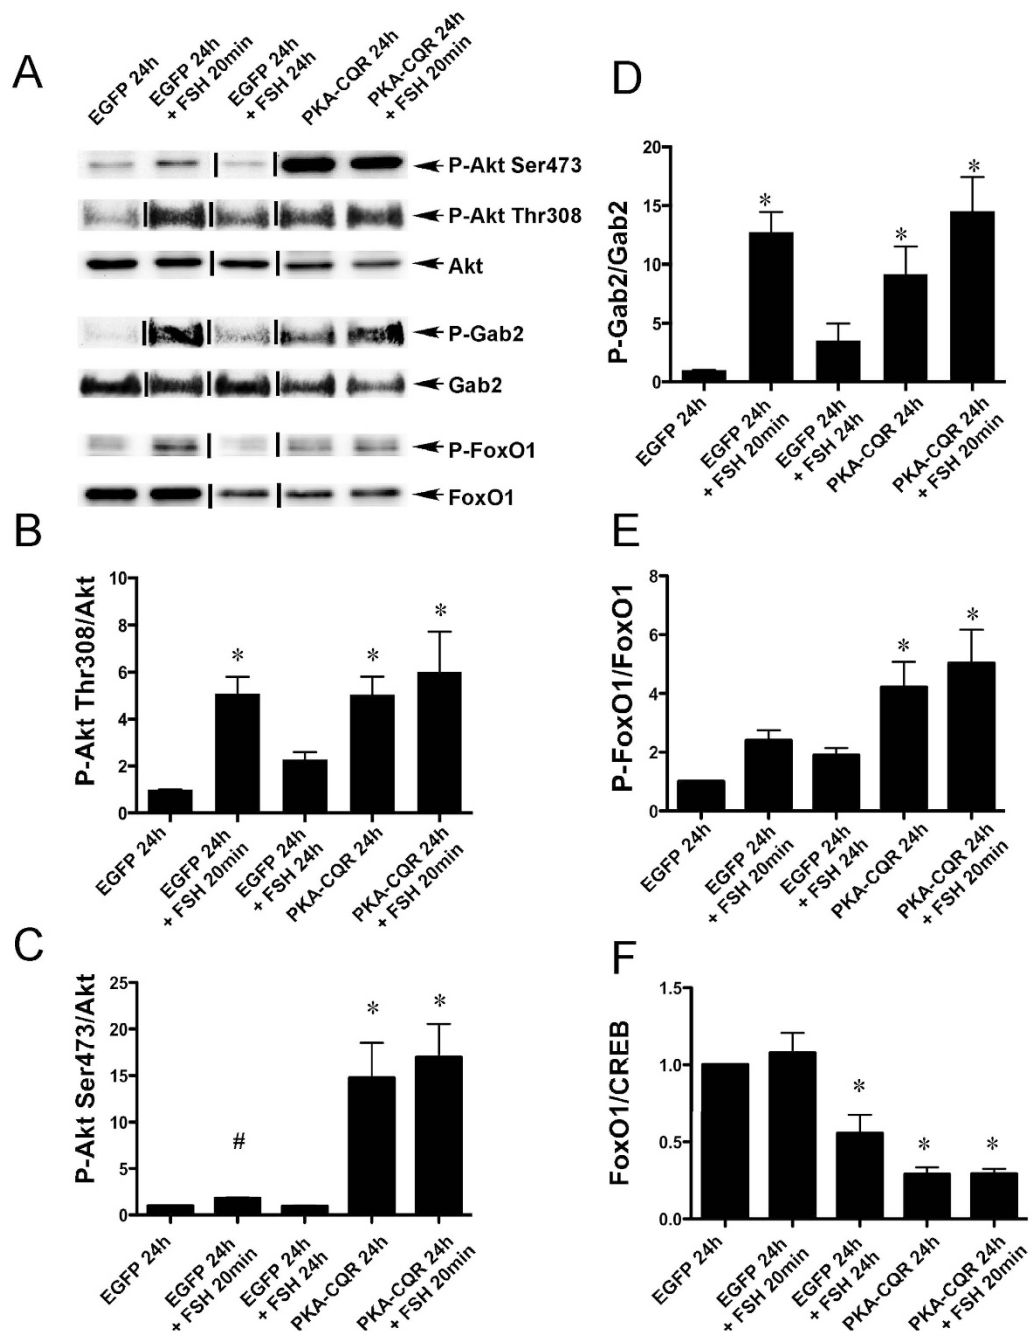 A
EGFP 24h
EGFP 24h
+ FSH 20min
EGFP 24h
+ FSH 24h
PKA-CQR 24h
PKA-CQR 24h
+ FSH 20min
P-Akt Ser473
P-Akt Thr308
Akt
P-Gab2
Gab2
P-FoxO1
FoxO1
B
P-Akt Thr308/Akt
10
8
6
4
2
0
*
*
*
EGFP 24h
EGFP 24h
+ FSH 20min
EGFP 24h
+ FSH 24h
PKA-CQR 24h
PKA-CQR 24h
+ FSH 20min
C
P-Akt Ser473/Akt
25
20
15
10
5
0
#
*
*
EGFP 24h
EGFP 24h
+ FSH 20min
EGFP 24h
+ FSH 24h
PKA-CQR 24h
PKA-CQR 24h
+ FSH 20min
D
P-Gab2/Gab2
20
15
10
5
0
*
*
*
EGFP 24h
EGFP 24h
+ FSH 20min
EGFP 24h
+ FSH 24h
PKA-CQR 24h
PKA-CQR 24h
+ FSH 20min
E
P-FoxO1/FoxO1
8
6
4
2
0
*
*
EGFP 24h
EGFP 24h
+ FSH 20min
EGFP 24h
+ FSH 24h
PKA-CQR 24h
PKA-CQR 24h
+ FSH 20min
F
FoxO1/CREB
1.5
1.0
0.5
0.0
*
*
*
EGFP 24h
EGFP 24h
+ FSH 20min
EGFP 24h
+ FSH 24h
PKA-CQR 24h
PKA-CQR 24h
+ FSH 20min